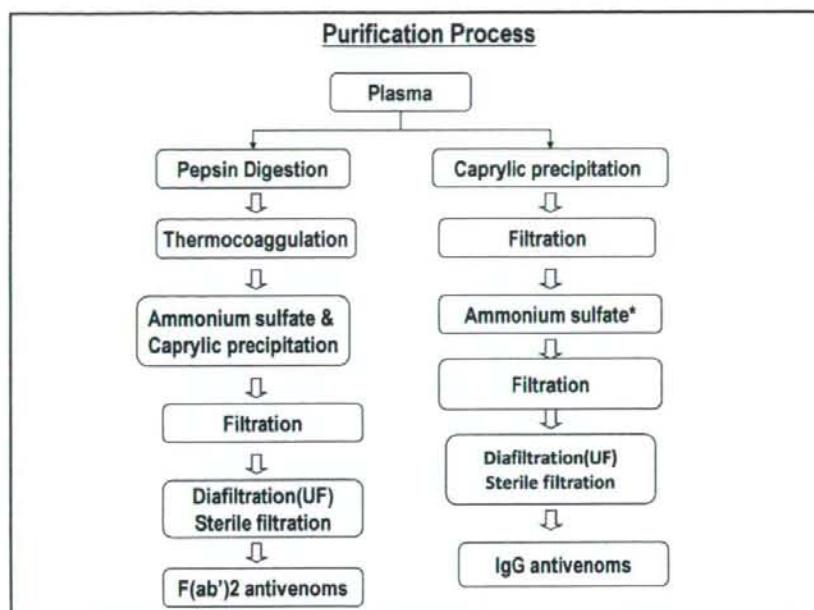 Purification Process
Plasma
Pepsin Digestion
Thermocoaggulation
Ammonium sulfate &
Caprylic precipitation
Filtration
Diafiltration(UF)
Sterile filtration
F(ab')2 antivenoms
Caprylic precipitation
Filtration
Ammonium sulfate*
Filtration
Diafiltration(UF)
Sterile filtration
IgG antivenoms